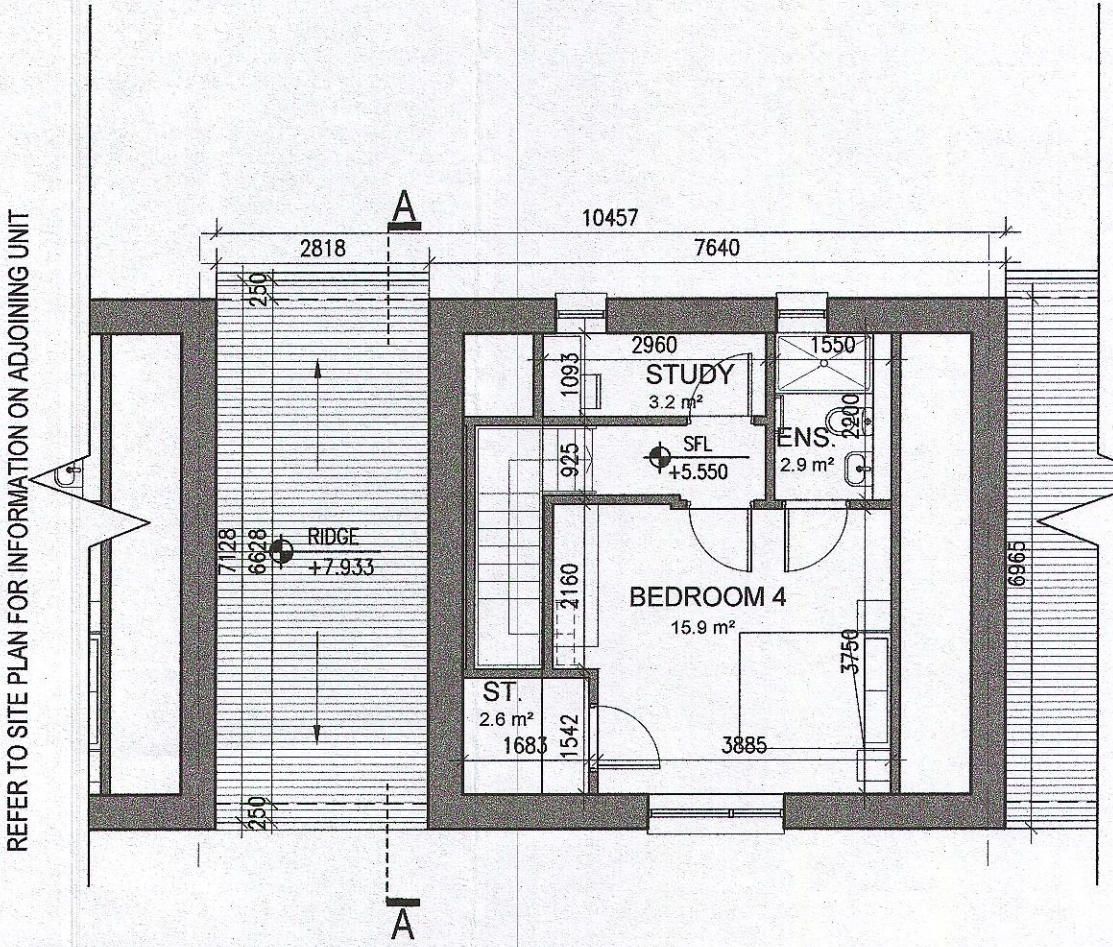 REFER TO SITE PLAN FOR INFORMATION ON ADJOINING UNIT
A
10457
2818
7640
250
2960
1550
1093
STUDY
3.2 m²
2200
ENS.
2.9 m²
925
SFL
+5.550
7128
6628
RIDGE
+7.933
2160
BEDROOM 4
15.9 m²
6965
3750
ST.
2.6 m²
1683
1542
3885
250
A